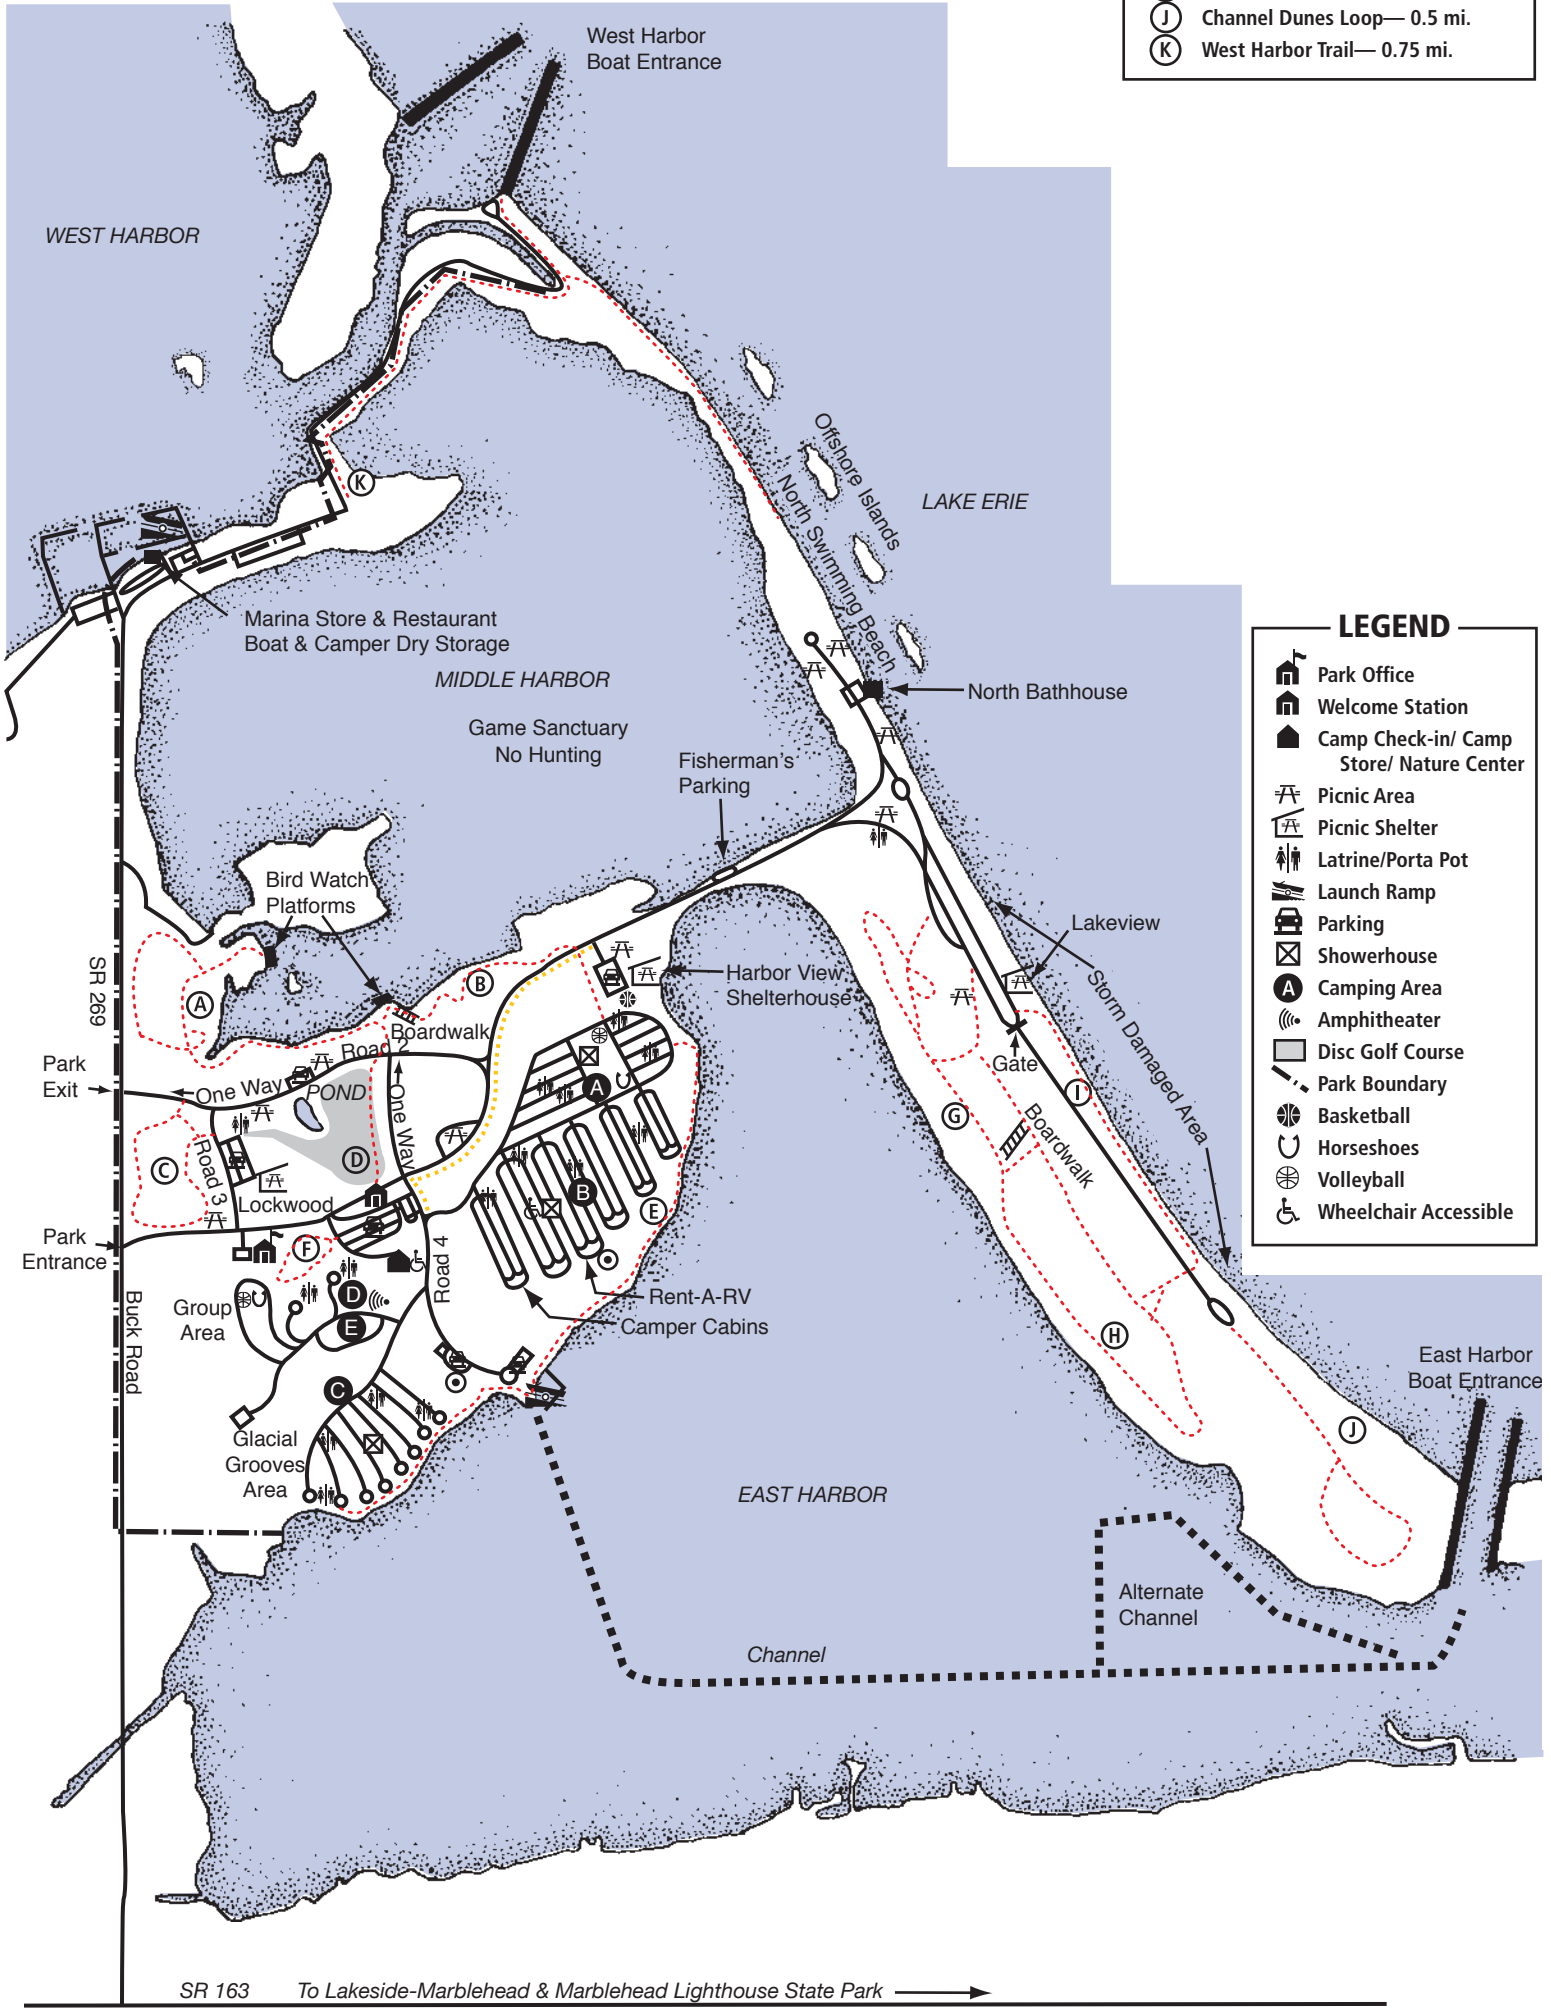 J Channel Dunes Loop— 0.5 mi.
K West Harbor Trail— 0.75 mi.
West Harbor
Boat Entrance
WEST HARBOR
Offshore Islands
North Swimming Beach
LAKE ERIE
K
Marina Store & Restaurant
Boat & Camper Dry Storage
MIDDLE HARBOR
Game Sanctuary
No Hunting
North Bathhouse
Fisherman's
Parking
LEGEND
Park Office
Welcome Station
Camp Check-in/ Camp
Store/ Nature Center
Picnic Area
Picnic Shelter
Latrine/Porta Pot
Launch Ramp
Parking
Showerhouse
A Camping Area
Amphitheater
Disc Golf Course
Park Boundary
Basketball
Horseshoes
Volleyball
Wheelchair Accessible
Bird Watch
Platforms
SR 269
A
B
Boardwalk
Harbor View
Shelterhouse
Lakeview
Storm Damaged Area
Gate
Park
Exit
One Way
Road 2
POND
One Way
A
I
G
Boardwalk
C
Road 3
D
Lockwood
B
E
Park
Entrance
F
Road 4
Buck Road
Group
Area
D
E
Rent-A-RV
Camper Cabins
H
C
East Harbor
Boat Entrance
J
Glacial
Grooves
Area
EAST HARBOR
Alternate
Channel
Channel
SR 163 To Lakeside-Marblehead & Marblehead Lighthouse State Park